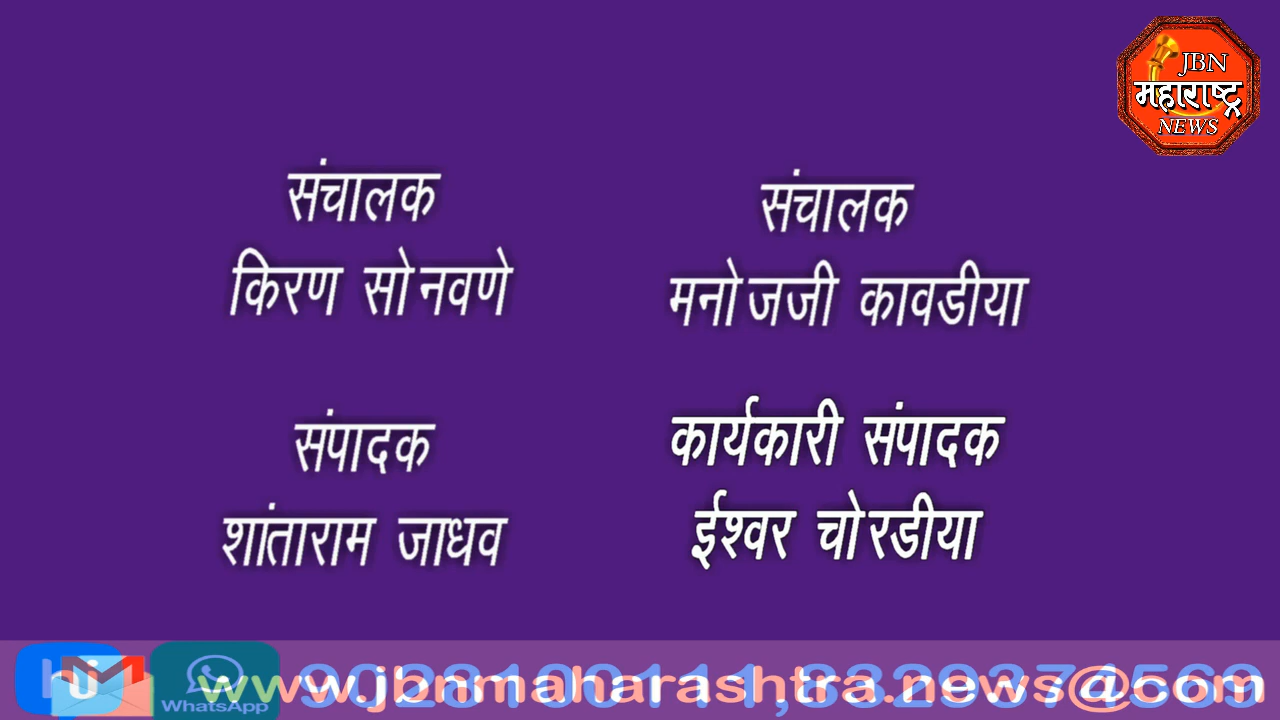 JBN
महाराष्ट्र
NEWS
संचालक
किरण सोनवणे
संचालक
मनोजजी कावडीया
संपादक
शांताराम जाधव
कार्यकारी संपादक
ईश्वर चोरडीया
hi
WhatsApp
www.jbnmaharashtra.news@com